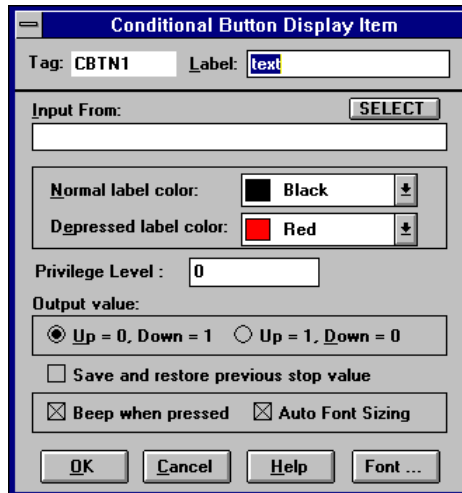 Conditional Button Display Item
Tag: CBTN1 Label: text
Input From: SELECT
Normal label color: Black
Depressed label color: Red
Privilege Level : 0
Output value:
Up = 0, Down = 1 Up = 1, Down = 0
Save and restore previous stop value
Beep when pressed Auto Font Sizing
OK Cancel Help Font ...